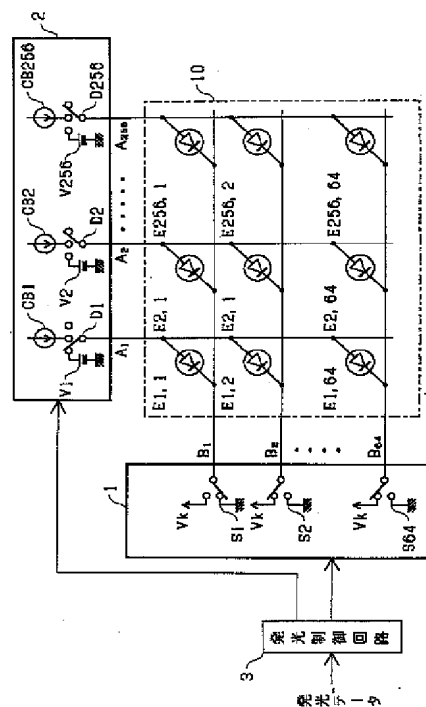 2
CB1
CB2
CB256
V1
D1
V2
D2
V256
D256
A₁
A₂
A₂₅₆
10
E1, 1
E2, 1
E256, 1
E1, 2
E2, 1
E256, 2
E1, 64
E2, 64
E256, 64
B₁
B₂
B₆₄
1
Vk
S1
Vk
S2
Vk
S64
3
発光制御回路
発光データ